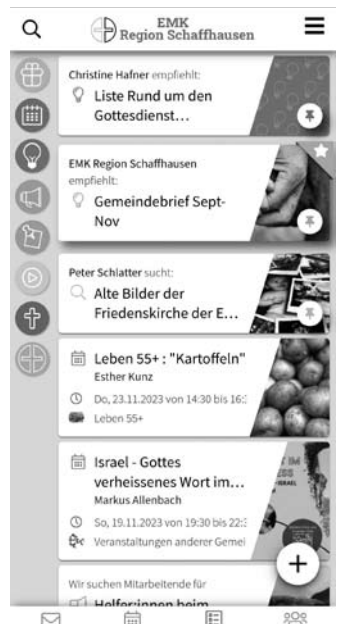 EMK
Region Schaffhausen
Christine Hafner empfiehlt:
Liste Rund um den
Gottesdienst…
EMK Region Schaffhausen
empfiehlt:
Gemeindebrief Sept-
Nov
Peter Schlatter sucht:
Alte Bilder der
Friedenskirche der E…
Leben 55+ : "Kartoffeln"
Esther Kunz
Do, 23.11.2023 von 14:30 bis 16:
Leben 55+
Israel - Gottes
verheissenes Wort im…
Markus Allenbach
So, 19.11.2023 von 19:30 bis 22:
Veranstaltungen anderer Gemei
Wir suchen Mitarbeitende für
Helfer:innen beim